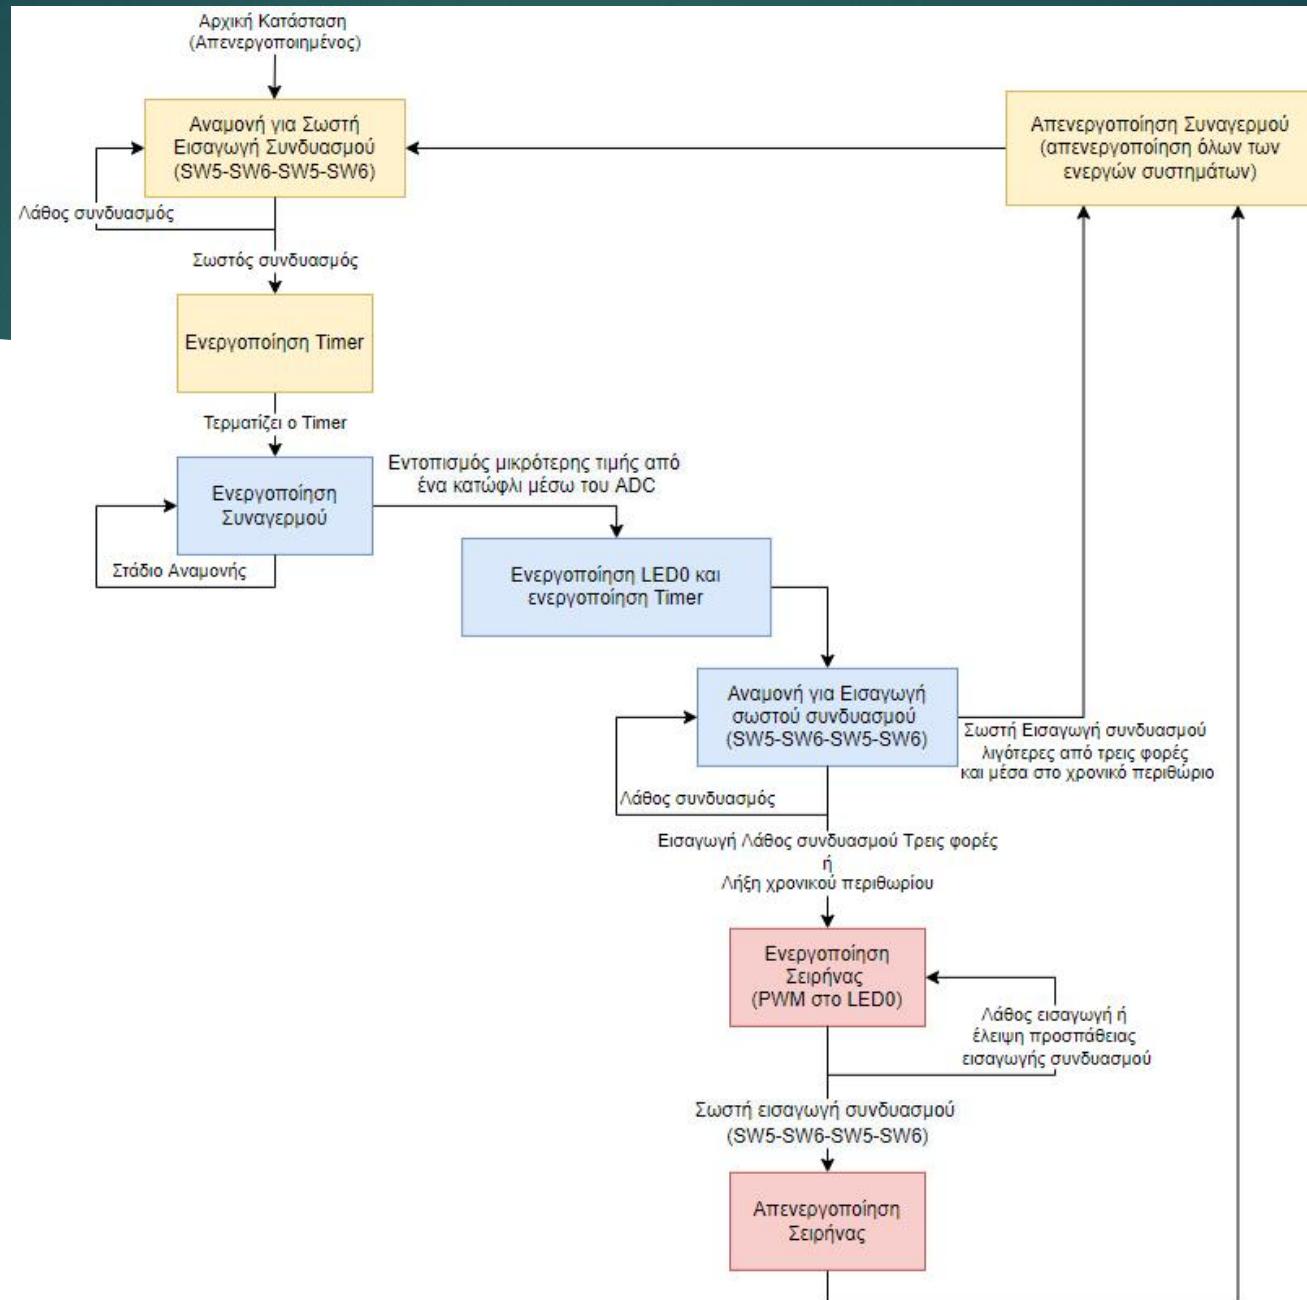 Αρχική Κατάσταση
(Απενεργοποιημένος)
Αναμονή για Σωστή
Εισαγωγή Συνδυασμού
(SW5-SW6-SW5-SW6)
Λάθος συνδυασμός
Σωστός συνδυασμός
Ενεργοποίηση Timer
Τερματίζει ο Timer
Ενεργοποίηση
Συναγερμού
Στάδιο Αναμονής
Εντοπισμός μικρότερης τιμής από
ένα κατώφλι μέσω του ADC
Ενεργοποίηση LED0 και
ενεργοποίηση Timer
Αναμονή για Εισαγωγή
σωστού συνδυασμού
(SW5-SW6-SW5-SW6)
Λάθος συνδυασμός
Σωστή Εισαγωγή συνδυασμού
λιγότερες από τρεις φορές
και μέσα στο χρονικό περιθώριο
Απενεργοποίηση Συναγερμού
(απενεργοποίηση όλων των
ενεργών συστημάτων)
Εισαγωγή Λάθος συνδυασμού Τρεις φορές
ή
Λήξη χρονικού περιθωρίου
Ενεργοποίηση
Σειρήνας
(PWM στο LED0)
Λάθος εισαγωγή ή
έλειψη προσπάθειας
εισαγωγής συνδυασμού
Σωστή εισαγωγή συνδυασμού
(SW5-SW6-SW5-SW6)
Απενεργοποίηση
Σειρήνας